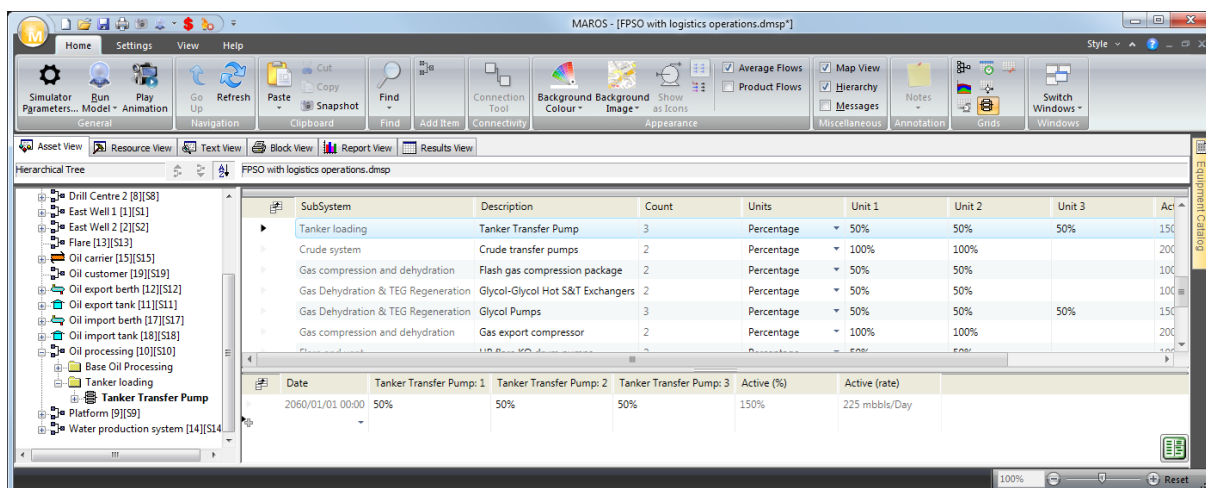 MAROS - [FPSO with logistics operations.dmsp*]
M
Home Settings View Help Style
Simulator Parameters... Run Model Play Animation Go Up Refresh Paste Cut Copy Snapshot Find Connection Tool Background Colour Background Image Show as Icons Average Flows Product Flows Map View Hierarchy Messages Notes Switch Windows
General Navigation Clipboard Find Add Item Connectivity Appearance Miscellaneous Annotation Grids Windows
Asset View Resource View Text View Block View Report View Results View
Hierarchical Tree FPSO with logistics operations.dmsp
Equipment Catalog
Drill Centre 2 [8][S8]
East Well 1 [1][S1]
East Well 2 [2][S2]
Flare [13][S13]
Oil carrier [15][S15]
Oil customer [19][S19]
Oil export berth [12][S12]
Oil export tank [11][S11]
Oil import berth [17][S17]
Oil import tank [18][S18]
Oil processing [10][S10]
Base Oil Processing
Tanker loading
Tanker Transfer Pump
Platform [9][S9]
Water production system [14][S14
SubSystem Description Count Units Unit 1 Unit 2 Unit 3 Act
Tanker loading Tanker Transfer Pump 3 Percentage 50% 50% 50% 150
Crude system Crude transfer pumps 2 Percentage 100% 100% 200
Gas compression and dehydration Flash gas compression package 2 Percentage 50% 50% 100
Gas Dehydration & TEG Regeneration Glycol-Glycol Hot S&T Exchangers 2 Percentage 50% 50% 100
Gas Dehydration & TEG Regeneration Glycol Pumps 3 Percentage 50% 50% 50% 150
Gas compression and dehydration Gas export compressor 2 Percentage 100% 100% 200
Date Tanker Transfer Pump: 1 Tanker Transfer Pump: 2 Tanker Transfer Pump: 3 Active (%) Active (rate)
2060/01/01 00:00 50% 50% 50% 150% 225 mbbls/Day
100% Reset